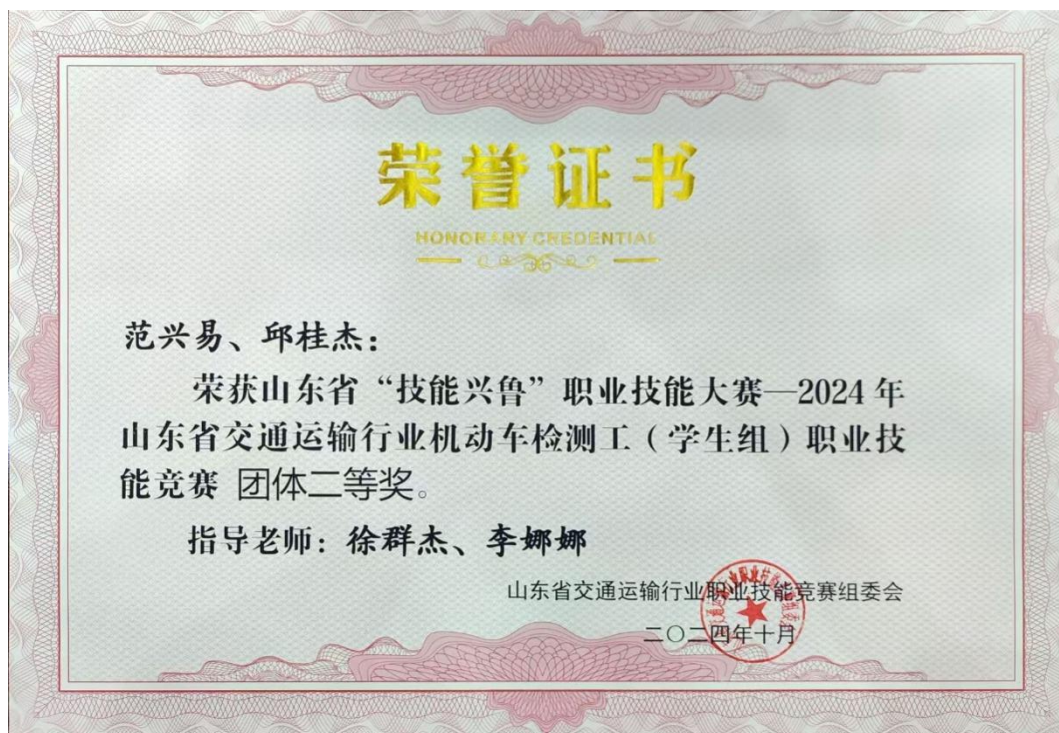 荣誉证书
HONORARY CREDENTIAL
范兴易、邱桂杰：
荣获山东省“技能兴鲁”职业技能大赛—2024年
山东省交通运输行业机动车检测工（学生组）职业技
能竞赛 团体二等奖。
指导老师：徐群杰、李娜娜
山东省交通运输行业职业技能竞赛组委会
二〇二四年十月